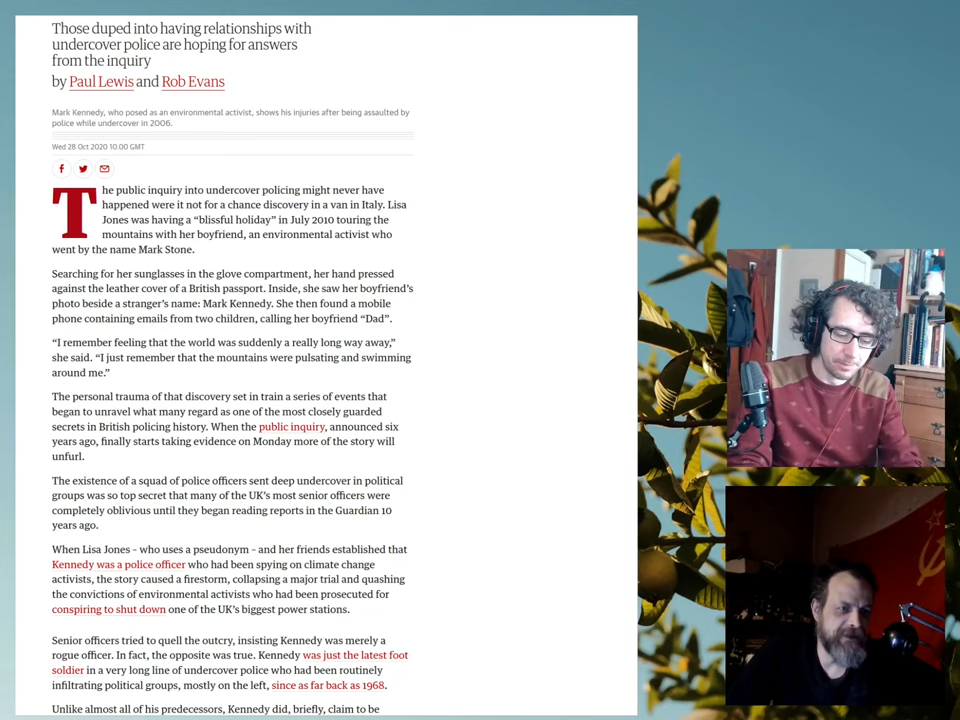 Those duped into having relationships with
undercover police are hoping for answers
from the inquiry
by Paul Lewis and Rob Evans
Mark Kennedy, who posed as an environmental activist, shows his injuries after being assaulted by
police while undercover in 2006.
Wed 28 Oct 2020 10.00 GMT
The public inquiry into undercover policing might never have
happened were it not for a chance discovery in a van in Italy. Lisa
Jones was having a “blissful holiday” in July 2010 touring the
mountains with her boyfriend, an environmental activist who
went by the name Mark Stone.
Searching for her sunglasses in the glove compartment, her hand pressed
against the leather cover of a British passport. Inside, she saw her boyfriend’s
photo beside a stranger’s name: Mark Kennedy. She then found a mobile
phone containing emails from two children, calling her boyfriend “Dad”.
“I remember feeling that the world was suddenly a really long way away,”
she said. “I just remember that the mountains were pulsating and swimming
around me.”
The personal trauma of that discovery set in train a series of events that
began to unravel what many regard as one of the most closely guarded
secrets in British policing history. When the public inquiry, announced six
years ago, finally starts taking evidence on Monday more of the story will
unfurl.
The existence of a squad of police officers sent deep undercover in political
groups was so top secret that many of the UK’s most senior officers were
completely oblivious until they began reading reports in the Guardian 10
years ago.
When Lisa Jones – who uses a pseudonym – and her friends established that
Kennedy was a police officer who had been spying on climate change
activists, the story caused a firestorm, collapsing a major trial and quashing
the convictions of environmental activists who had been prosecuted for
conspiring to shut down one of the UK’s biggest power stations.
Senior officers tried to quell the outcry, insisting Kennedy was merely a
rogue officer. In fact, the opposite was true. Kennedy was just the latest foot
soldier in a very long line of undercover police who had been routinely
infiltrating political groups, mostly on the left, since as far back as 1968.
Unlike almost all of his predecessors, Kennedy did, briefly, claim to be